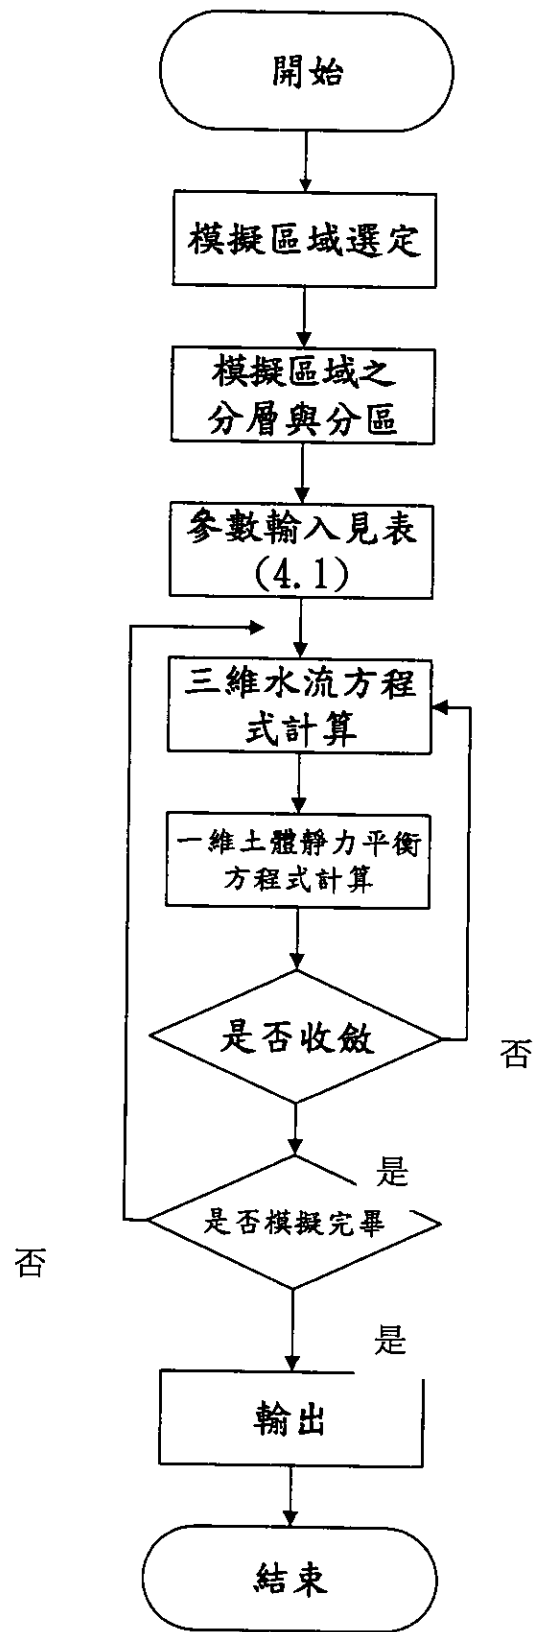 開始
模擬區域選定
模擬區域之
分層與分區
參數輸入見表
(4.1)
三維水流方程
式計算
一維土體靜力平衡
方程式計算
是否收斂
否
是
是否模擬完畢
否
是
輸出
結束